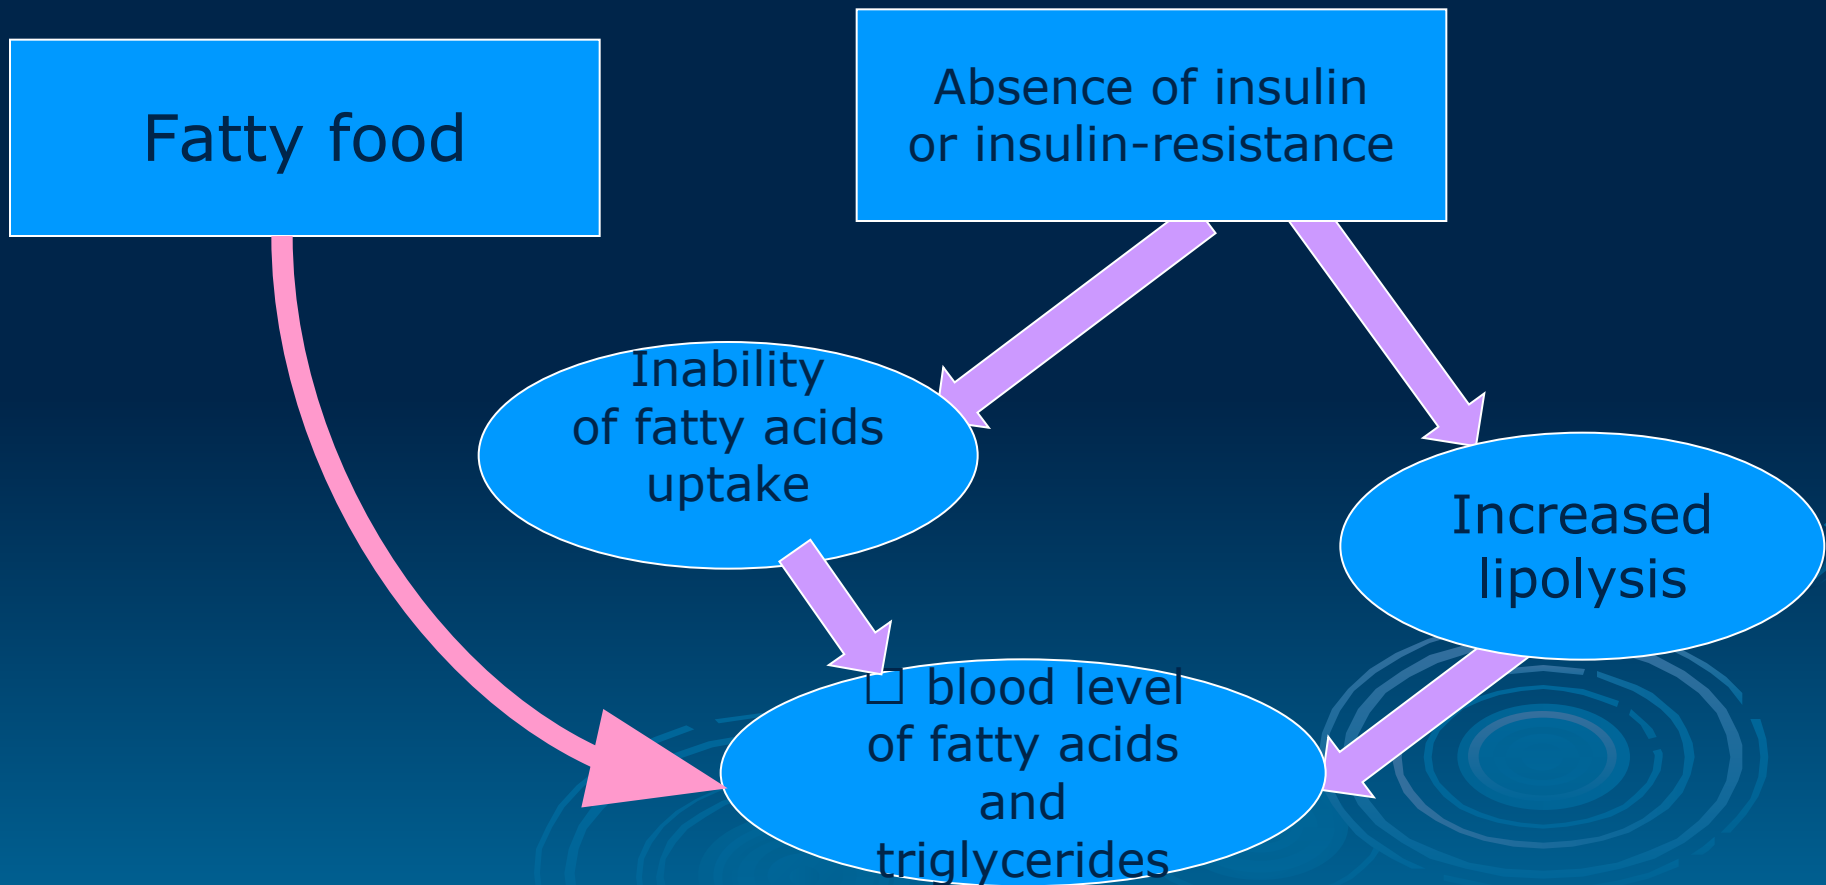 Fatty food
Absence of insulin
or insulin-resistance
Inability
of fatty acids
uptake
Increased
lipolysis
□ blood level
of fatty acids
and
triglycerides